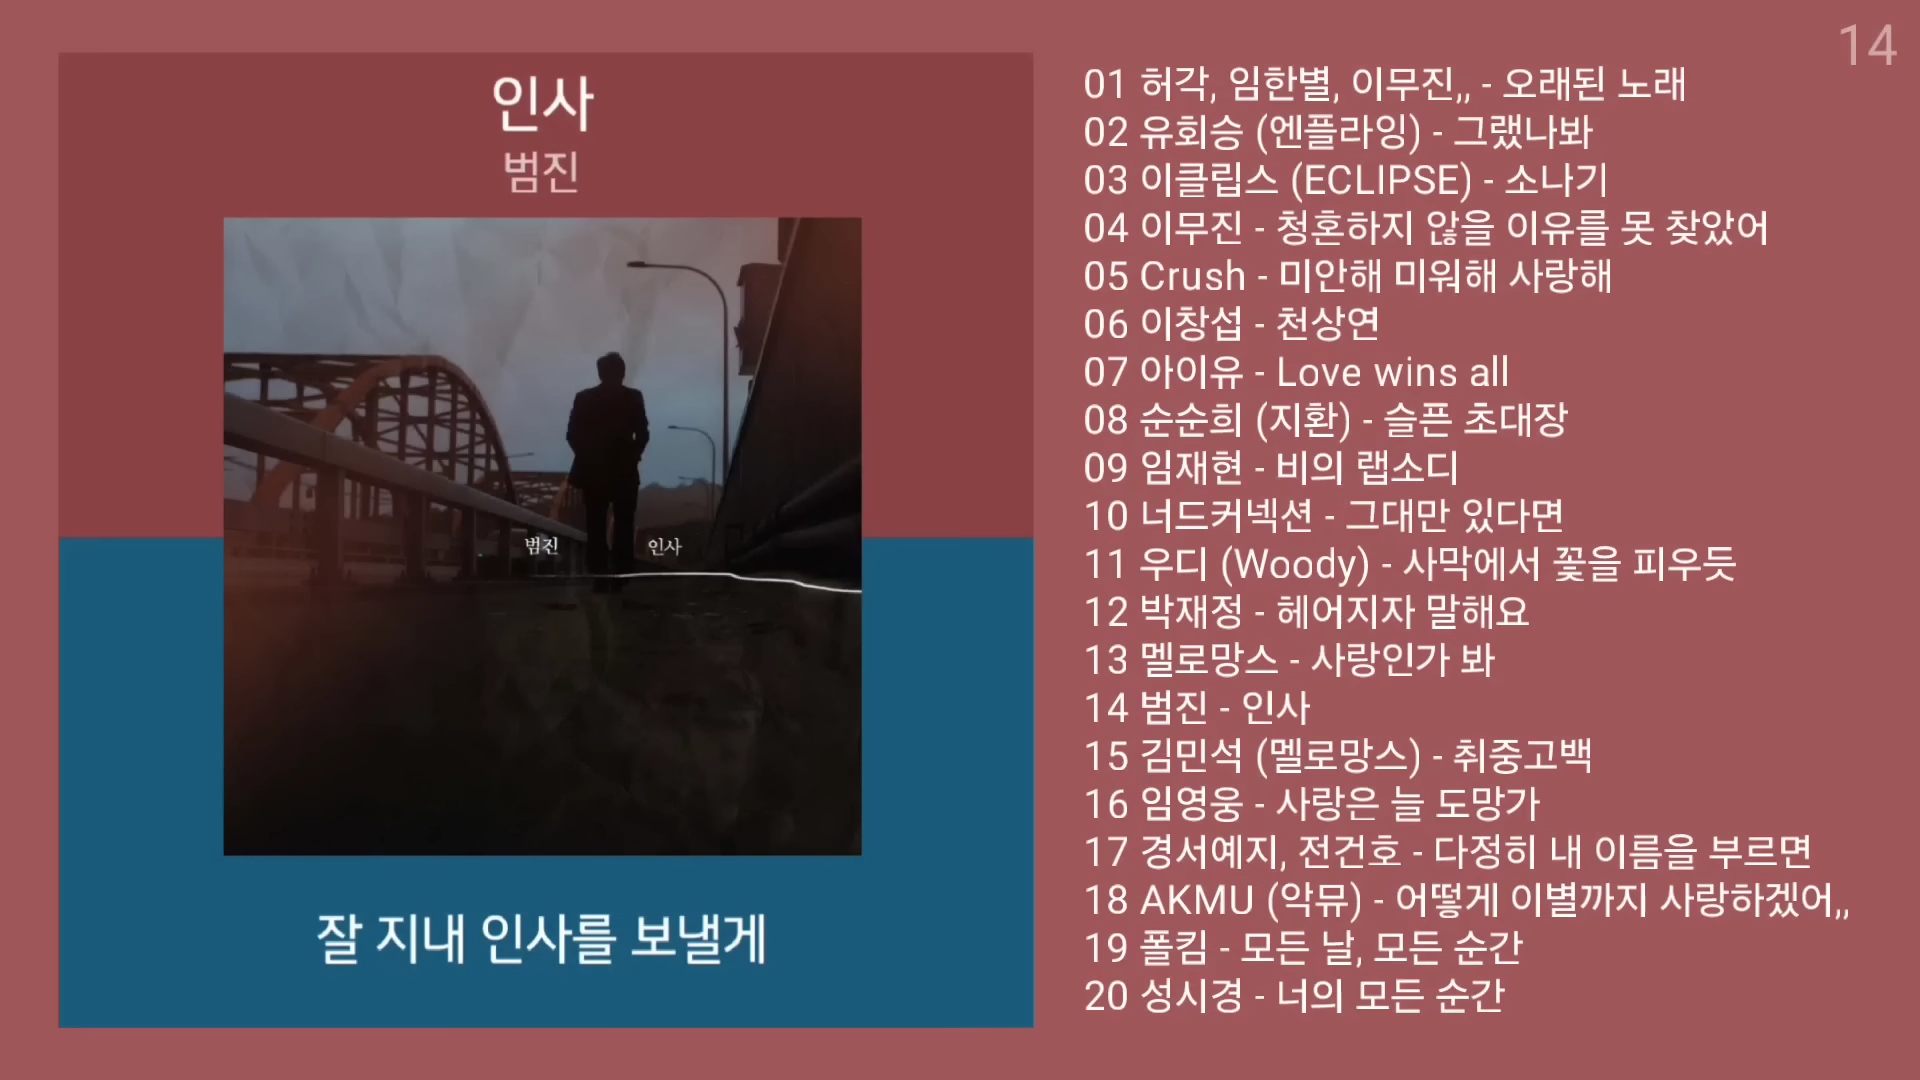 인사
범진
범진
인사
잘 지내 인사를 보낼게
14
01 허각, 임한별, 이무진,, - 오래된 노래
02 유회승 (엔플라잉) - 그랬나봐
03 이클립스 (ECLIPSE) - 소나기
04 이무진 - 청혼하지 않을 이유를 못 찾았어
05 Crush - 미안해 미워해 사랑해
06 이창섭 - 천상연
07 아이유 - Love wins all
08 순순희 (지환) - 슬픈 초대장
09 임재현 - 비의 랩소디
10 너드커넥션 - 그대만 있다면
11 우디 (Woody) - 사막에서 꽃을 피우듯
12 박재정 - 헤어지자 말해요
13 멜로망스 - 사랑인가 봐
14 범진 - 인사
15 김민석 (멜로망스) - 취중고백
16 임영웅 - 사랑은 늘 도망가
17 경서예지, 전건호 - 다정히 내 이름을 부르면
18 AKMU (악뮤) - 어떻게 이별까지 사랑하겠어,,
19 폴킴 - 모든 날, 모든 순간
20 성시경 - 너의 모든 순간